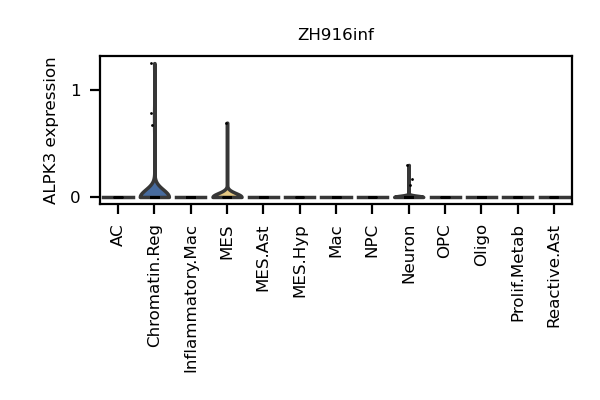 ZH916inf
ALPK3 expression
1
0
AC
Chromatin.Reg
Inflammatory.Mac
MES
MES.Ast
MES.Hyp
Mac
NPC
Neuron
OPC
Oligo
Prolif.Metab
Reactive.Ast